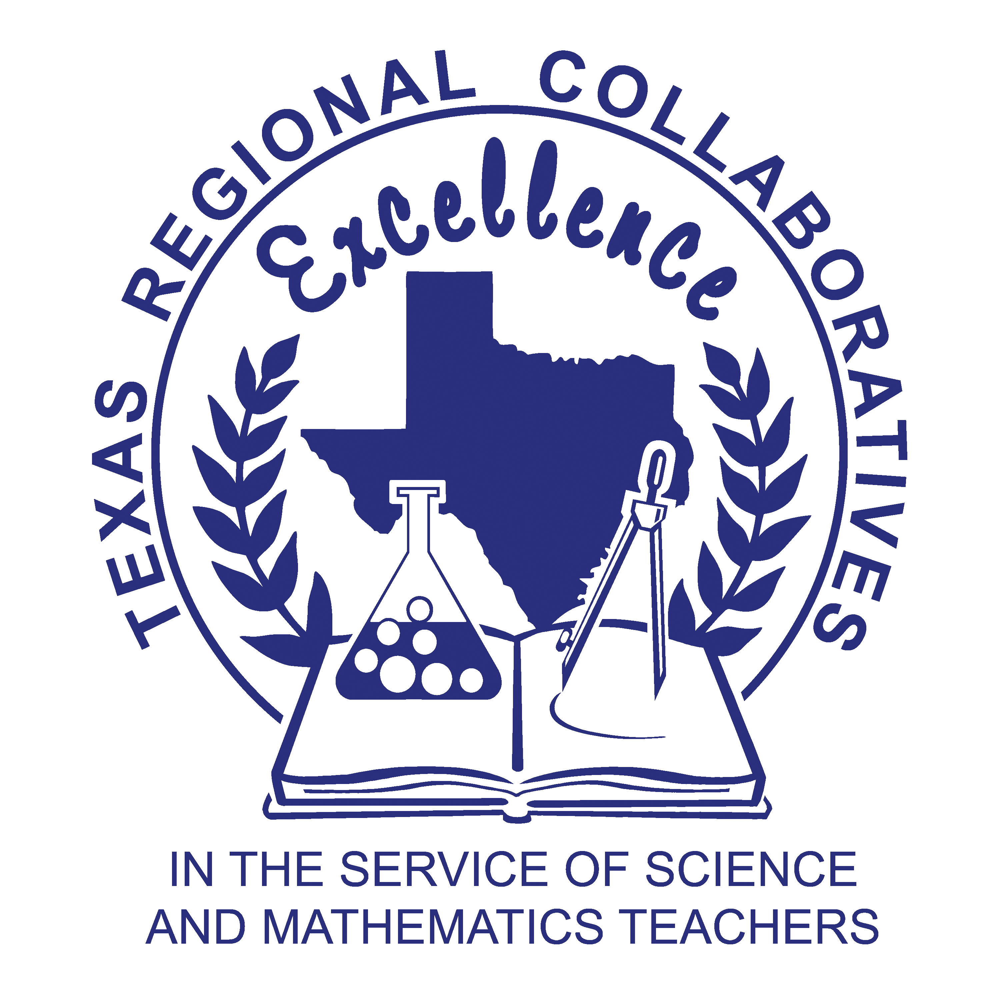 TEXAS REGIONAL COLLABORATIVES
Excellence
IN THE SERVICE OF SCIENCE
AND MATHEMATICS TEACHERS